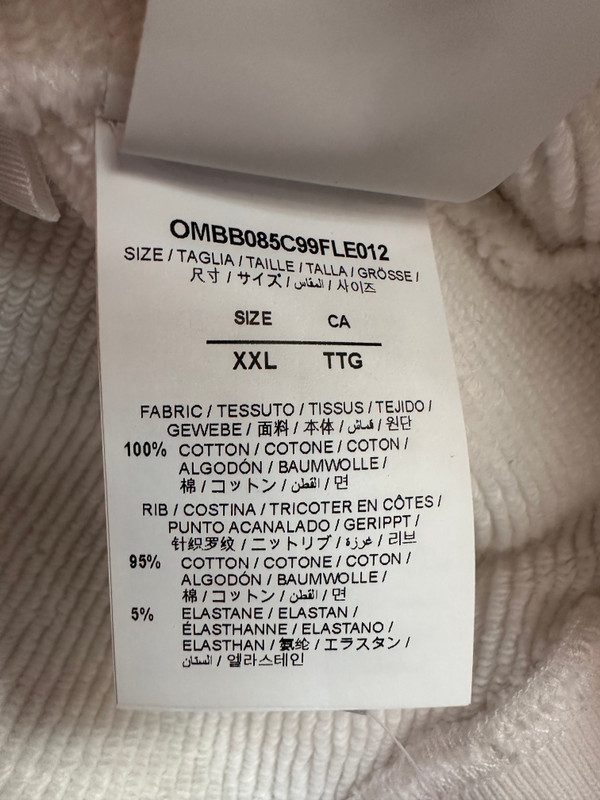 OMBB085C99FLE012
SIZE / TAGLIA / TAILLE / TALLA / GRÖSSE /
尺寸 / サイズ / المقاس / 사이즈
SIZE CA
XXL TTG
FABRIC / TESSUTO / TISSUS / TEJIDO /
GEWEBE / 面料 / 本体 / قماش / 원단
100% COTTON / COTONE / COTON /
ALGODÓN / BAUMWOLLE /
棉 / コットン / القطن / 면
RIB / COSTINA / TRICOTER EN CÔTES /
PUNTO ACANALADO / GERIPPT /
针织罗纹 / ニットリブ / غرزة / 리브
95% COTTON / COTONE / COTON /
ALGODÓN / BAUMWOLLE /
棉 / コットン / القطن / 면
5% ELASTANE / ELASTAN /
ÉLASTHANNE / ELASTANO /
ELASTHAN / 氨纶 / エラスタン /
الستان / 엘라스테인